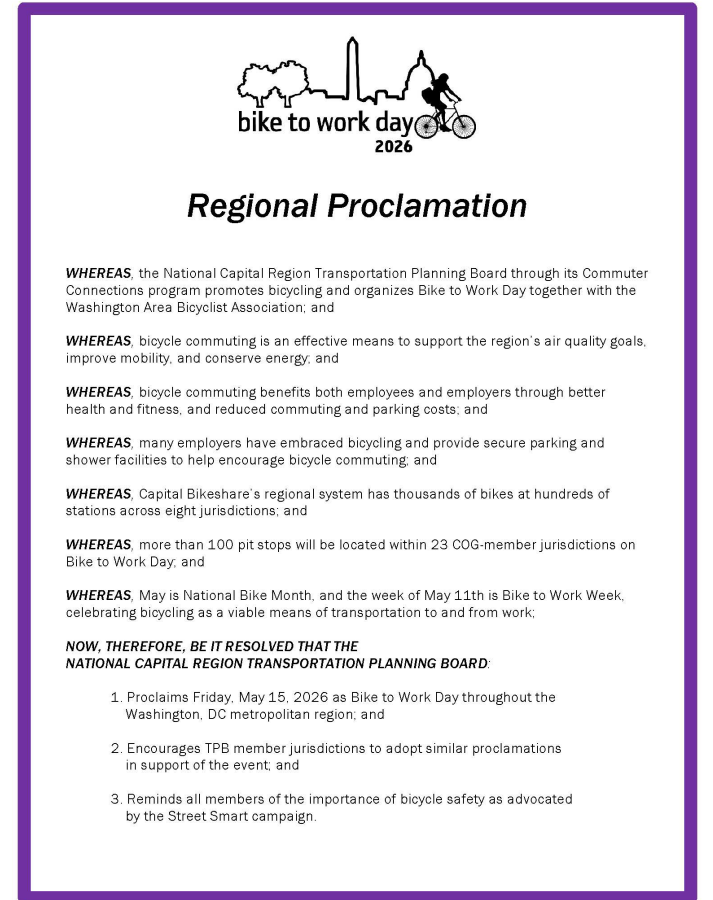 bike to work day
2026
Regional Proclamation
WHEREAS, the National Capital Region Transportation Planning Board through its Commuter
Connections program promotes bicycling and organizes Bike to Work Day together with the
Washington Area Bicyclist Association; and
WHEREAS, bicycle commuting is an effective means to support the region's air quality goals,
improve mobility, and conserve energy; and
WHEREAS, bicycle commuting benefits both employees and employers through better
health and fitness, and reduced commuting and parking costs; and
WHEREAS, many employers have embraced bicycling and provide secure parking and
shower facilities to help encourage bicycle commuting; and
WHEREAS, Capital Bikeshare's regional system has thousands of bikes at hundreds of
stations across eight jurisdictions; and
WHEREAS, more than 100 pit stops will be located within 23 COG-member jurisdictions on
Bike to Work Day; and
WHEREAS, May is National Bike Month, and the week of May 11th is Bike to Work Week,
celebrating bicycling as a viable means of transportation to and from work;
NOW, THEREFORE, BE IT RESOLVED THAT THE
NATIONAL CAPITAL REGION TRANSPORTATION PLANNING BOARD:
1. Proclaims Friday, May 15, 2026 as Bike to Work Day throughout the
Washington, DC metropolitan region; and
2. Encourages TPB member jurisdictions to adopt similar proclamations
in support of the event; and
3. Reminds all members of the importance of bicycle safety as advocated
by the Street Smart campaign.